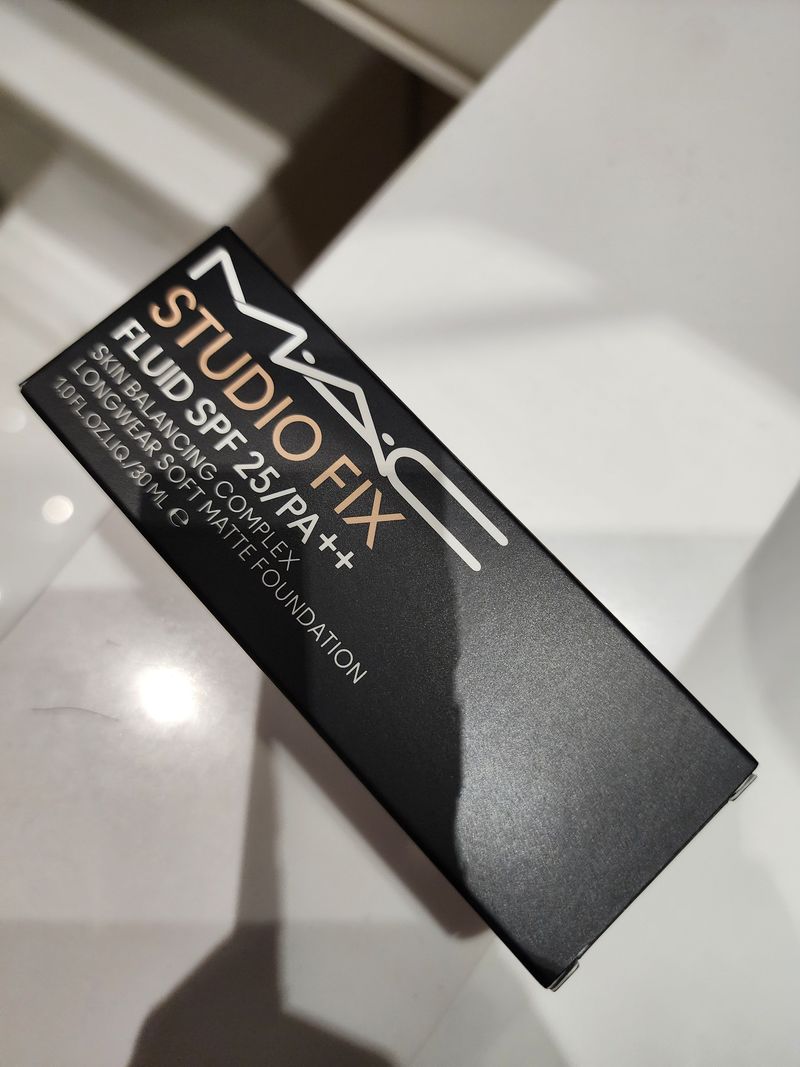 M·A·C
STUDIO FIX
FLUID SPF 25/PA++
SKIN BALANCING COMPLEX
LONGWEAR SOFT MATTE FOUNDATION
1.0 FL.OZ.LIQ./30 ML ℮